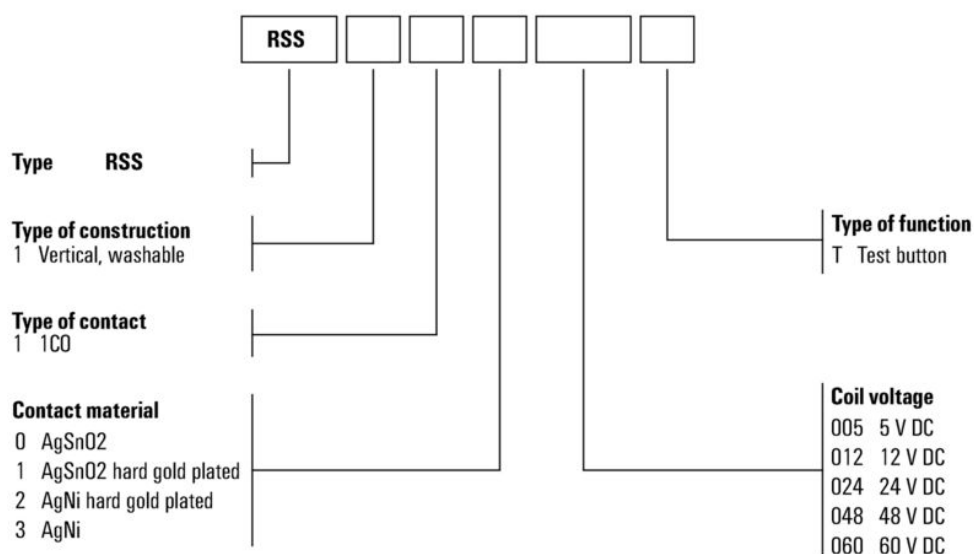 RSS
Type RSS
Type of construction
1 Vertical, washable
Type of contact
1 1CO
Contact material
0 AgSnO2
1 AgSnO2 hard gold plated
2 AgNi hard gold plated
3 AgNi
Type of function
T Test button
Coil voltage
005 5 V DC
012 12 V DC
024 24 V DC
048 48 V DC
060 60 V DC